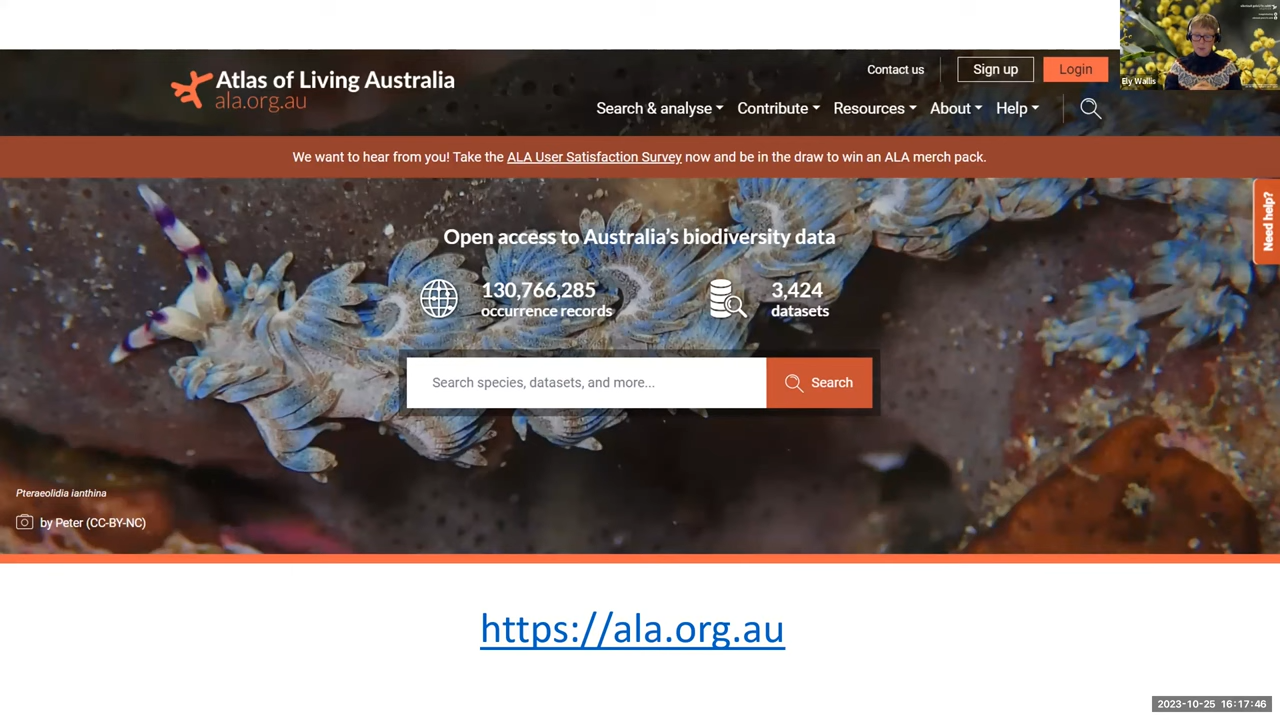 Atlas of Living Australia
ala.org.au
Contact us
Sign up
Login
Ely Wallis
Search & analyse
Contribute
Resources
About
Help
We want to hear from you! Take the ALA User Satisfaction Survey now and be in the draw to win an ALA merch pack.
Need help?
Open access to Australia's biodiversity data
130,766,285
occurrence records
3,424
datasets
Search species, datasets, and more...
Search
Pteraeolidia ianthina
by Peter (CC-BY-NC)
https://ala.org.au
2023-10-25 16:17:46